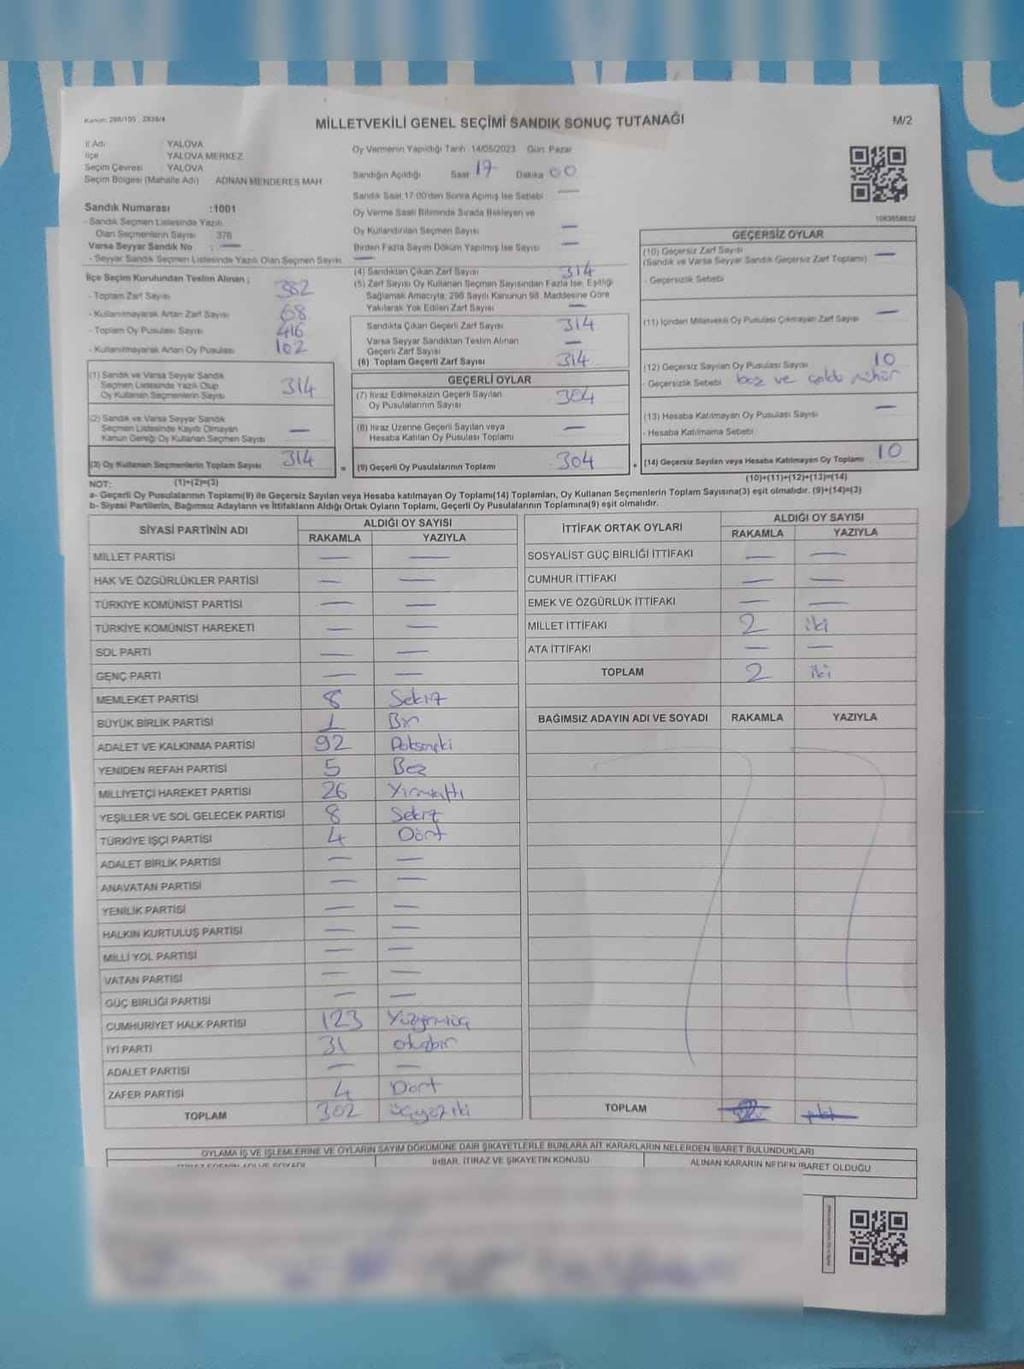 Kanun: 298/105 , 2839/4
MİLLETVEKİLİ GENEL SEÇİMİ SANDIK SONUÇ TUTANAĞI
M/2
İl Adı YALOVA
İlçe YALOVA MERKEZ
Seçim Çevresi YALOVA
Seçim Bölgesi (Mahalle Adı) ADNAN MENDERES MAH
Sandık Numarası :1001
- Sandık Seçmen Listesinde Yazılı
Olan Seçmenlerin Sayısı 376
Varsa Seyyar Sandık No : —
- Seyyar Sandık Seçmen Listesinde Yazılı Olan Seçmen Sayısı —
İlçe Seçim Kurulundan Teslim Alınan ;
- Toplam Zarf Sayısı 382
- Kullanılmayarak Artan Zarf Sayısı 68
- Toplam Oy Pusulası Sayısı 416
- Kullanılmayarak Artan Oy Pusulası 102
(1) Sandık ve Varsa Seyyar Sandık
Seçmen Listesinde Yazılı Olup
Oy Kullanan Seçmenlerin Sayısı 314
(2) Sandık ve Varsa Seyyar Sandık
Seçmen Listesinde Kayıtlı Olmayan
Kanun Gereği Oy Kullanan Seçmen Sayısı —
(3) Oy Kullanan Seçmenlerin Toplam Sayısı 314
Oy Vermenin Yapıldığı Tarih 14/05/2023 Gün: Pazar
Sandığın Açıldığı Saat 17 Dakika 00
Sandık Saat 17:00'den Sonra Açılmış İse Sebebi —
Oy Verme Saati Bitiminde Sırada Bekleyen ve
Oy Kullandırılan Seçmen Sayısı —
Birden Fazla Sayım Döküm Yapılmış İse Sayısı —
(4) Sandıktan Çıkan Zarf Sayısı 314
(5) Zarf Sayısı Oy Kullanan Seçmen Sayısından Fazla İse, Eşitliği
Sağlamak Amacıyla, 298 Sayılı Kanunun 98. Maddesine Göre
Yakılarak Yok Edilen Zarf Sayısı —
Sandıkta Çıkan Geçerli Zarf Sayısı 314
Varsa Seyyar Sandıktan Teslim Alınan
Geçerli Zarf Sayısı —
(6) Toplam Geçerli Zarf Sayısı 314
GEÇERLİ OYLAR
(7) İtiraz Edilmeksizin Geçerli Sayılan
Oy Pusulalarının Sayısı 304
(8) İtiraz Üzerine Geçerli Sayılan veya
Hesaba Katılan Oy Pusulası Toplamı —
= (9) Geçerli Oy Pusulalarının Toplamı 304
1083858632
GEÇERSİZ OYLAR
(10) Geçersiz Zarf Sayısı
(Sandık ve Varsa Seyyar Sandık Geçersiz Zarf Toplamı) —
- Geçersizlik Sebebi
(11) İçinden Milletvekili Oy Pusulası Çıkmayan Zarf Sayısı —
(12) Geçersiz Sayılan Oy Pusulası Sayısı 10
- Geçersizlik Sebebi boş ve çoklu mühür
(13) Hesaba Katılmayan Oy Pusulası Sayısı —
- Hesaba Katılmama Sebebi
+ (14) Geçersiz Sayılan veya Hesaba Katılmayan Oy Toplamı 10
NOT: (1)+(2)=(3) (10)+(11)+(12)+(13)=(14)
a- Geçerli Oy Pusulalarının Toplamı(9) ile Geçersiz Sayılan veya Hesaba katılmayan Oy Toplamı(14) Toplamları, Oy Kullanan Seçmenlerin Toplam Sayısına(3) eşit olmalıdır. (9)+(14)=(3)
b- Siyasi Partilerin, Bağımsız Adayların ve İttifakların Aldığı Ortak Oyların Toplamı, Geçerli Oy Pusulalarının Toplamına(9) eşit olmalıdır.
SİYASİ PARTİNİN ADI ALDIĞI OY SAYISI
RAKAMLA YAZIYLA
MİLLET PARTİSİ — —
HAK VE ÖZGÜRLÜKLER PARTİSİ — —
TÜRKİYE KOMÜNİST PARTİSİ — —
TÜRKİYE KOMÜNİST HAREKETİ — —
SOL PARTİ — —
GENÇ PARTİ — —
MEMLEKET PARTİSİ 8 Sekiz
BÜYÜK BİRLİK PARTİSİ 1 Bir
ADALET VE KALKINMA PARTİSİ 92 Doksaniki
YENİDEN REFAH PARTİSİ 5 Beş
MİLLİYETÇİ HAREKET PARTİSİ 26 Yirmialtı
YEŞİLLER VE SOL GELECEK PARTİSİ 8 Sekiz
TÜRKİYE İŞÇİ PARTİSİ 4 Dört
ADALET BİRLİK PARTİSİ — —
ANAVATAN PARTİSİ — —
YENİLİK PARTİSİ — —
HALKIN KURTULUŞ PARTİSİ — —
MİLLİ YOL PARTİSİ — —
VATAN PARTİSİ — —
GÜÇ BİRLİĞİ PARTİSİ — —
CUMHURİYET HALK PARTİSİ 123 Yüzyirmiüç
İYİ PARTİ 31 otuzbir
ADALET PARTİSİ — —
ZAFER PARTİSİ 4 Dört
TOPLAM 302 üçyüziki
İTTİFAK ORTAK OYLARI ALDIĞI OY SAYISI
RAKAMLA YAZIYLA
SOSYALİST GÜÇ BİRLİĞİ İTTİFAKI — —
CUMHUR İTTİFAKI — —
EMEK VE ÖZGÜRLÜK İTTİFAKI — —
MİLLET İTTİFAKI 2 iki
ATA İTTİFAKI — —
TOPLAM 2 iki
BAĞIMSIZ ADAYIN ADI VE SOYADI RAKAMLA YAZIYLA
TOPLAM
OYLAMA İŞ VE İŞLEMLERİNE VE OYLARIN SAYIM DÖKÜMÜNE DAİR ŞİKAYETLERLE BUNLARA AİT KARARLARIN NELERDEN İBARET BULUNDUKLARI
İHBAR, İTİRAZ VE ŞİKAYETİN KONUSU
ALINAN KARARIN NEDEN İBARET OLDUĞU